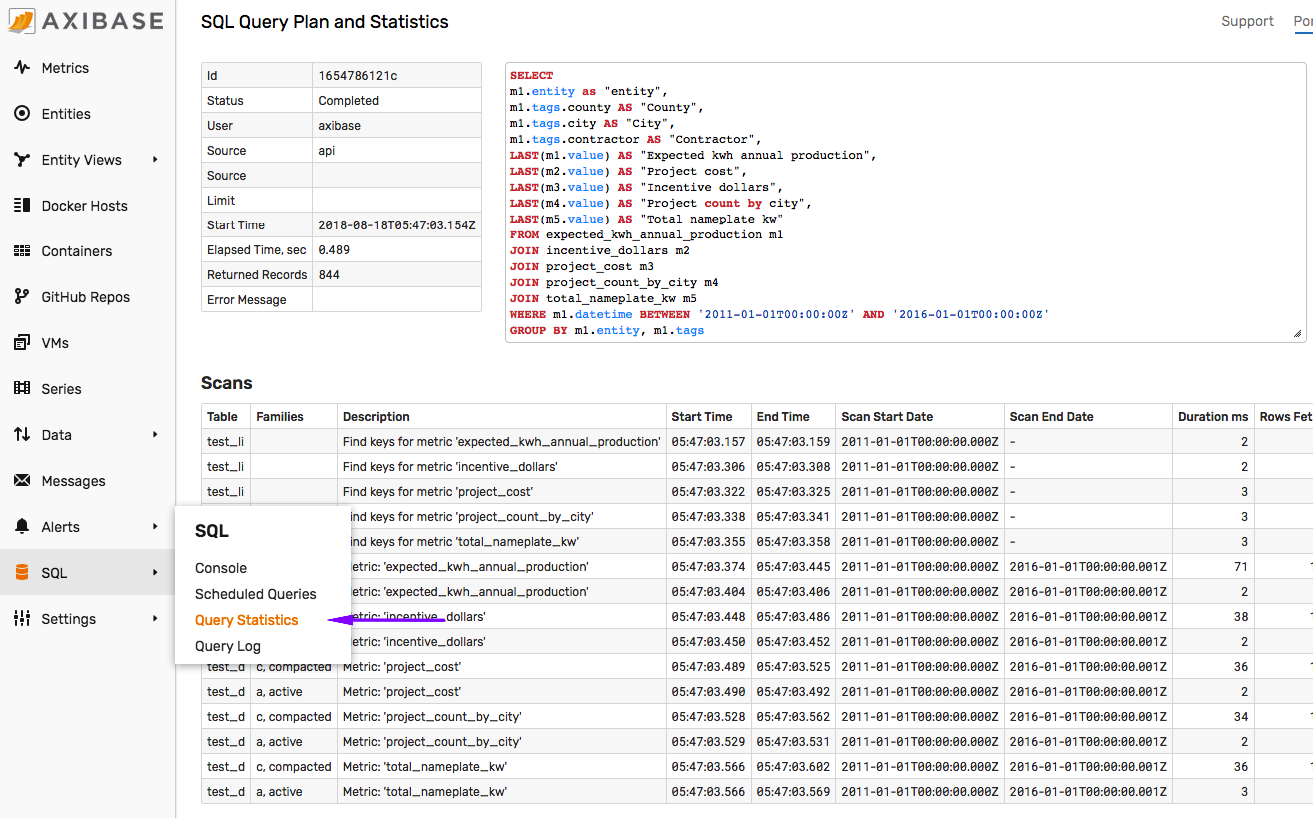 AXIBASE
Metrics
Entities
Entity Views
Docker Hosts
Containers
GitHub Repos
VMs
Series
Data
Messages
Alerts
SQL
Settings
SQL Query Plan and Statistics
Support
Id 1654786121c
Status Completed
User axibase
Source api
Source
Limit
Start Time 2018-08-18T05:47:03.154Z
Elapsed Time, sec 0.489
Returned Records 844
Error Message
SELECT
m1.entity as "entity",
m1.tags.county AS "County",
m1.tags.city AS "City",
m1.tags.contractor AS "Contractor",
LAST(m1.value) AS "Expected kwh annual production",
LAST(m2.value) AS "Project cost",
LAST(m3.value) AS "Incentive dollars",
LAST(m4.value) AS "Project count by city",
LAST(m5.value) AS "Total nameplate kw"
FROM expected_kwh_annual_production m1
JOIN incentive_dollars m2
JOIN project_cost m3
JOIN project_count_by_city m4
JOIN total_nameplate_kw m5
WHERE m1.datetime BETWEEN '2011-01-01T00:00:00Z' AND '2016-01-01T00:00:00Z'
GROUP BY m1.entity, m1.tags
Scans
Table Families Description Start Time End Time Scan Start Date Scan End Date Duration ms Rows
test_li Find keys for metric 'expected_kwh_annual_production' 05:47:03.157 05:47:03.159 2011-01-01T00:00:00.000Z - 2
test_li Find keys for metric 'incentive_dollars' 05:47:03.306 05:47:03.308 2011-01-01T00:00:00.000Z - 2
test_li Find keys for metric 'project_cost' 05:47:03.322 05:47:03.325 2011-01-01T00:00:00.000Z - 3
keys for metric 'project_count_by_city' 05:47:03.338 05:47:03.341 2011-01-01T00:00:00.000Z - 3
keys for metric 'total_nameplate_kw' 05:47:03.355 05:47:03.358 2011-01-01T00:00:00.000Z - 3
'expected_kwh_annual_production' 05:47:03.374 05:47:03.445 2011-01-01T00:00:00.000Z 2016-01-01T00:00:00.001Z 71
'expected_kwh_annual_production' 05:47:03.404 05:47:03.406 2011-01-01T00:00:00.000Z 2016-01-01T00:00:00.001Z 2
'incentive_dollars' 05:47:03.448 05:47:03.486 2011-01-01T00:00:00.000Z 2016-01-01T00:00:00.001Z 38
'incentive_dollars' 05:47:03.450 05:47:03.452 2011-01-01T00:00:00.000Z 2016-01-01T00:00:00.001Z 2
test_d c, compacted Metric: 'project_cost' 05:47:03.489 05:47:03.525 2011-01-01T00:00:00.000Z 2016-01-01T00:00:00.001Z 36
test_d a, active Metric: 'project_cost' 05:47:03.490 05:47:03.492 2011-01-01T00:00:00.000Z 2016-01-01T00:00:00.001Z 2
test_d c, compacted Metric: 'project_count_by_city' 05:47:03.528 05:47:03.562 2011-01-01T00:00:00.000Z 2016-01-01T00:00:00.001Z 34
test_d a, active Metric: 'project_count_by_city' 05:47:03.529 05:47:03.531 2011-01-01T00:00:00.000Z 2016-01-01T00:00:00.001Z 2
test_d c, compacted Metric: 'total_nameplate_kw' 05:47:03.566 05:47:03.602 2011-01-01T00:00:00.000Z 2016-01-01T00:00:00.001Z 36
test_d a, active Metric: 'total_nameplate_kw' 05:47:03.566 05:47:03.569 2011-01-01T00:00:00.000Z 2016-01-01T00:00:00.001Z 3
SQL
Console
Scheduled Queries
Query Statistics
Query Log